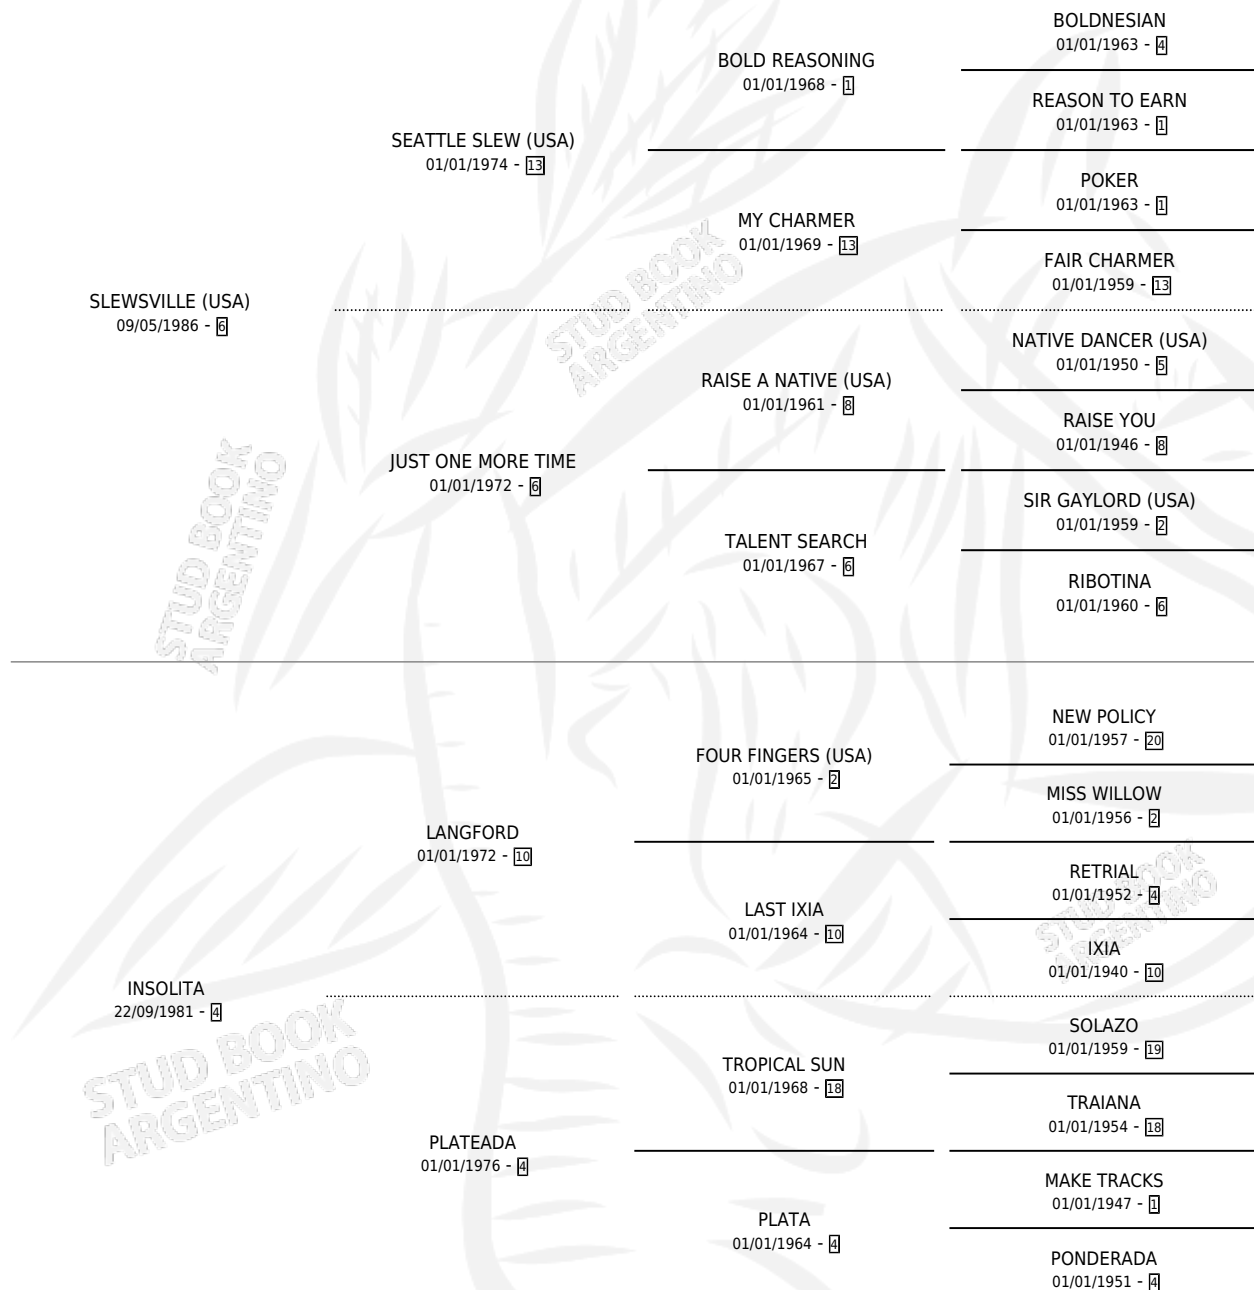 BOLDNESIAN
01/01/1963 - 4
BOLD REASONING
01/01/1968 - 1
REASON TO EARN
01/01/1963 - 1
SEATTLE SLEW (USA)
01/01/1974 - 13
POKER
01/01/1963 - 1
MY CHARMER
01/01/1969 - 13
FAIR CHARMER
01/01/1959 - 13
SLEWSVILLE (USA)
09/05/1986 - 6
NATIVE DANCER (USA)
01/01/1950 - 5
RAISE A NATIVE (USA)
01/01/1961 - 8
RAISE YOU
01/01/1946 - 8
JUST ONE MORE TIME
01/01/1972 - 6
SIR GAYLORD (USA)
01/01/1959 - 2
TALENT SEARCH
01/01/1967 - 6
RIBOTINA
01/01/1960 - 6
NEW POLICY
01/01/1957 - 20
FOUR FINGERS (USA)
01/01/1965 - 2
MISS WILLOW
01/01/1956 - 2
LANGFORD
01/01/1972 - 10
RETRIAL
01/01/1952 - 4
LAST IXIA
01/01/1964 - 10
IXIA
01/01/1940 - 10
INSOLITA
22/09/1981 - 4
SOLAZO
01/01/1959 - 19
TROPICAL SUN
01/01/1968 - 18
TRAIANA
01/01/1954 - 18
PLATEADA
01/01/1976 - 4
MAKE TRACKS
01/01/1947 - 1
PLATA
01/01/1964 - 4
PONDERADA
01/01/1951 - 4
STUD BOOK
ARGENTINO
STUD BOOK
ARGENTINO
STUD BOOK
ARGENTINO
STUD BOOK
ARGENTINO